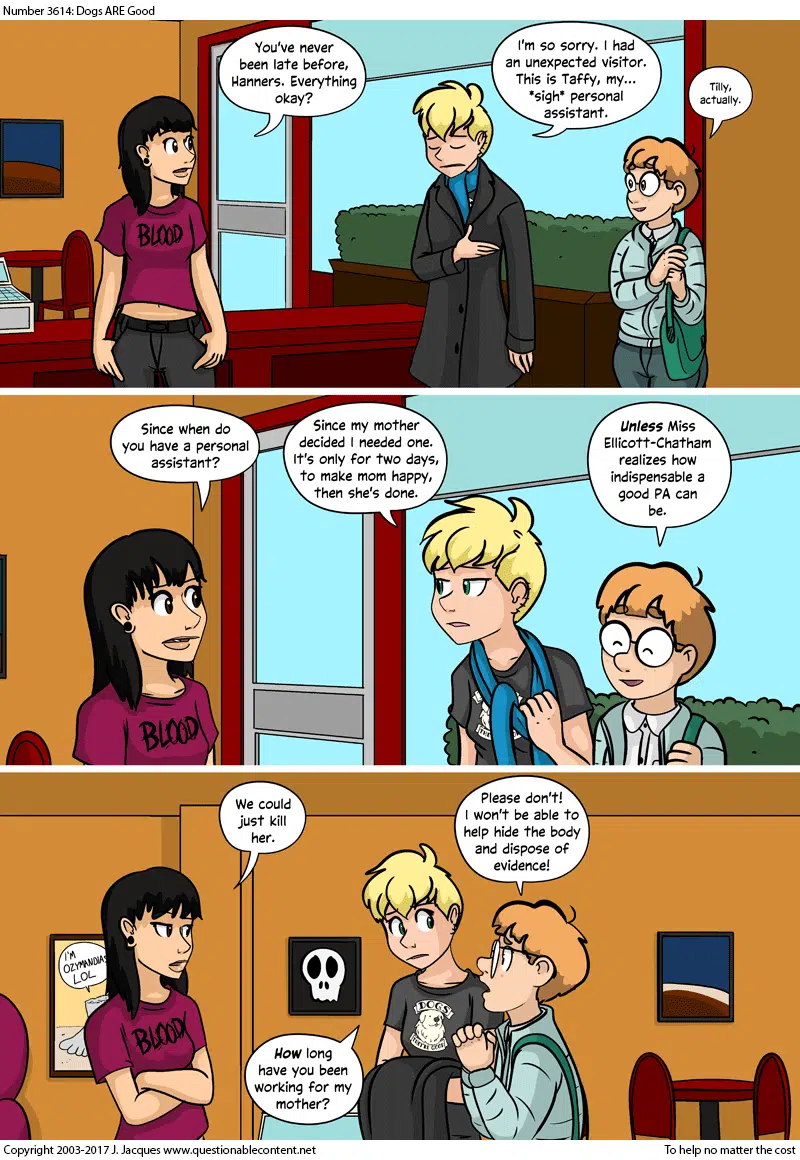 Number 3614: Dogs ARE Good
You've never
been late before,
Hanners. Everything
okay?
I'm so sorry. I had
an unexpected visitor.
This is Taffy, my...
*sigh* personal
assistant.
Tilly,
actually.
BLOOD
Since when do
you have a personal
assistant?
Since my mother
decided I needed one.
It's only for two days,
to make mom happy,
then she's done.
Unless Miss
Ellicott-Chatham
realizes how
indispensable a
good PA can
be.
BLOOD
We could
just kill
her.
Please don't!
I won't be able to
help hide the body
and dispose of
evidence!
I'M
OZYMANDIAS
LOL
BLOOD
DOGS
THEY'RE GOOD
How long
have you been
working for my
mother?
Copyright 2003-2017 J. Jacques www.questionablecontent.net
To help no matter the cost